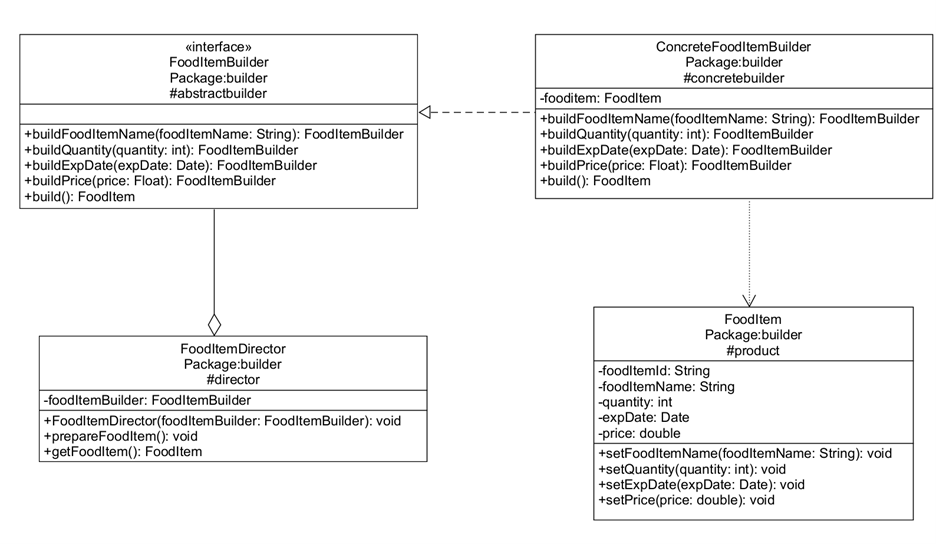 «interface»
FoodItemBuilder
Package:builder
#abstractbuilder
+buildFoodItemName(foodItemName: String): FoodItemBuilder
+buildQuantity(quantity: int): FoodItemBuilder
+buildExpDate(expDate: Date): FoodItemBuilder
+buildPrice(price: Float): FoodItemBuilder
+build(): FoodItem
ConcreteFoodItemBuilder
Package:builder
#concretebuilder
-fooditem: FoodItem
+buildFoodItemName(foodItemName: String): FoodItemBuilder
+buildQuantity(quantity: int): FoodItemBuilder
+buildExpDate(expDate: Date): FoodItemBuilder
+buildPrice(price: Float): FoodItemBuilder
+build(): FoodItem
FoodItemDirector
Package:builder
#director
-foodItemBuilder: FoodItemBuilder
+FoodItemDirector(foodItemBuilder: FoodItemBuilder): void
+prepareFoodItem(): void
+getFoodItem(): FoodItem
FoodItem
Package:builder
#product
-foodItemId: String
-foodItemName: String
-quantity: int
-expDate: Date
-price: double
+setFoodItemName(foodItemName: String): void
+setQuantity(quantity: int): void
+setExpDate(expDate: Date): void
+setPrice(price: double): void